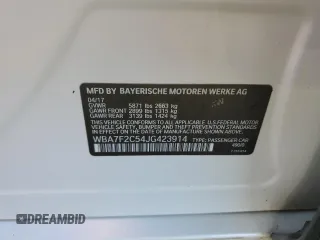 MFD BY BAYERISCHE MOTOREN WERKE AG
04/17
GVWR 5871 lbs 2663 kg
GAWR FRONT 2899 lbs 1315 kg
GAWR REAR 3139 lbs 1424 kg
THIS VEHICLE CONFORMS TO ALL APPLICABLE
U.S. FEDERAL MOTOR VEHICLE SAFETY, BUMPER, AND
THEFT PREVENTION STANDARDS IN EFFECT ON THE DATE
OF MANUFACTURE SHOWN ABOVE.
WBA7F2C54JG423914 TYPE: PASSENGER CAR
©AUTOBIDMASTER